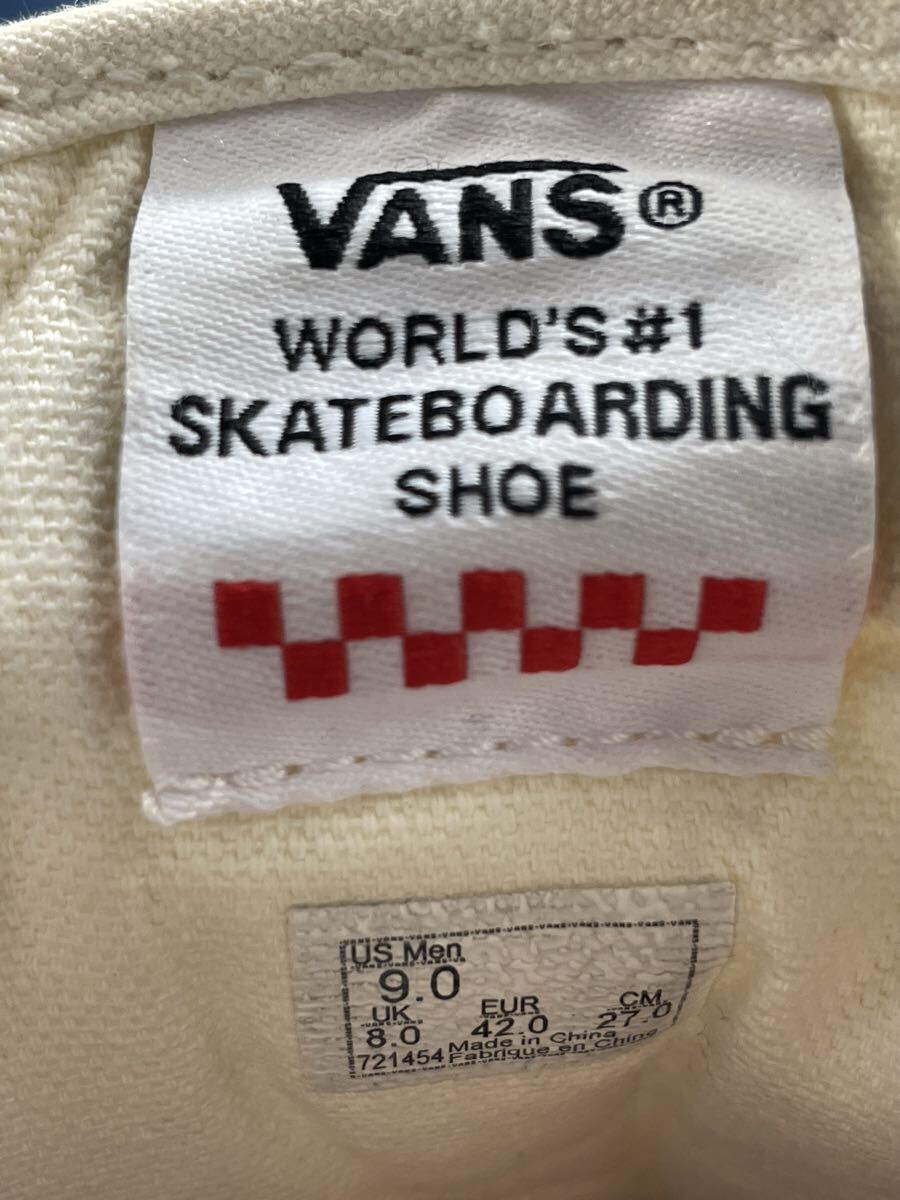 VANS®
WORLD'S #1
SKATEBOARDING
SHOE
US Men
9.0
UK EUR CM
8.0 42.0 27.0
Made in China
721454 Fabrique en Chine